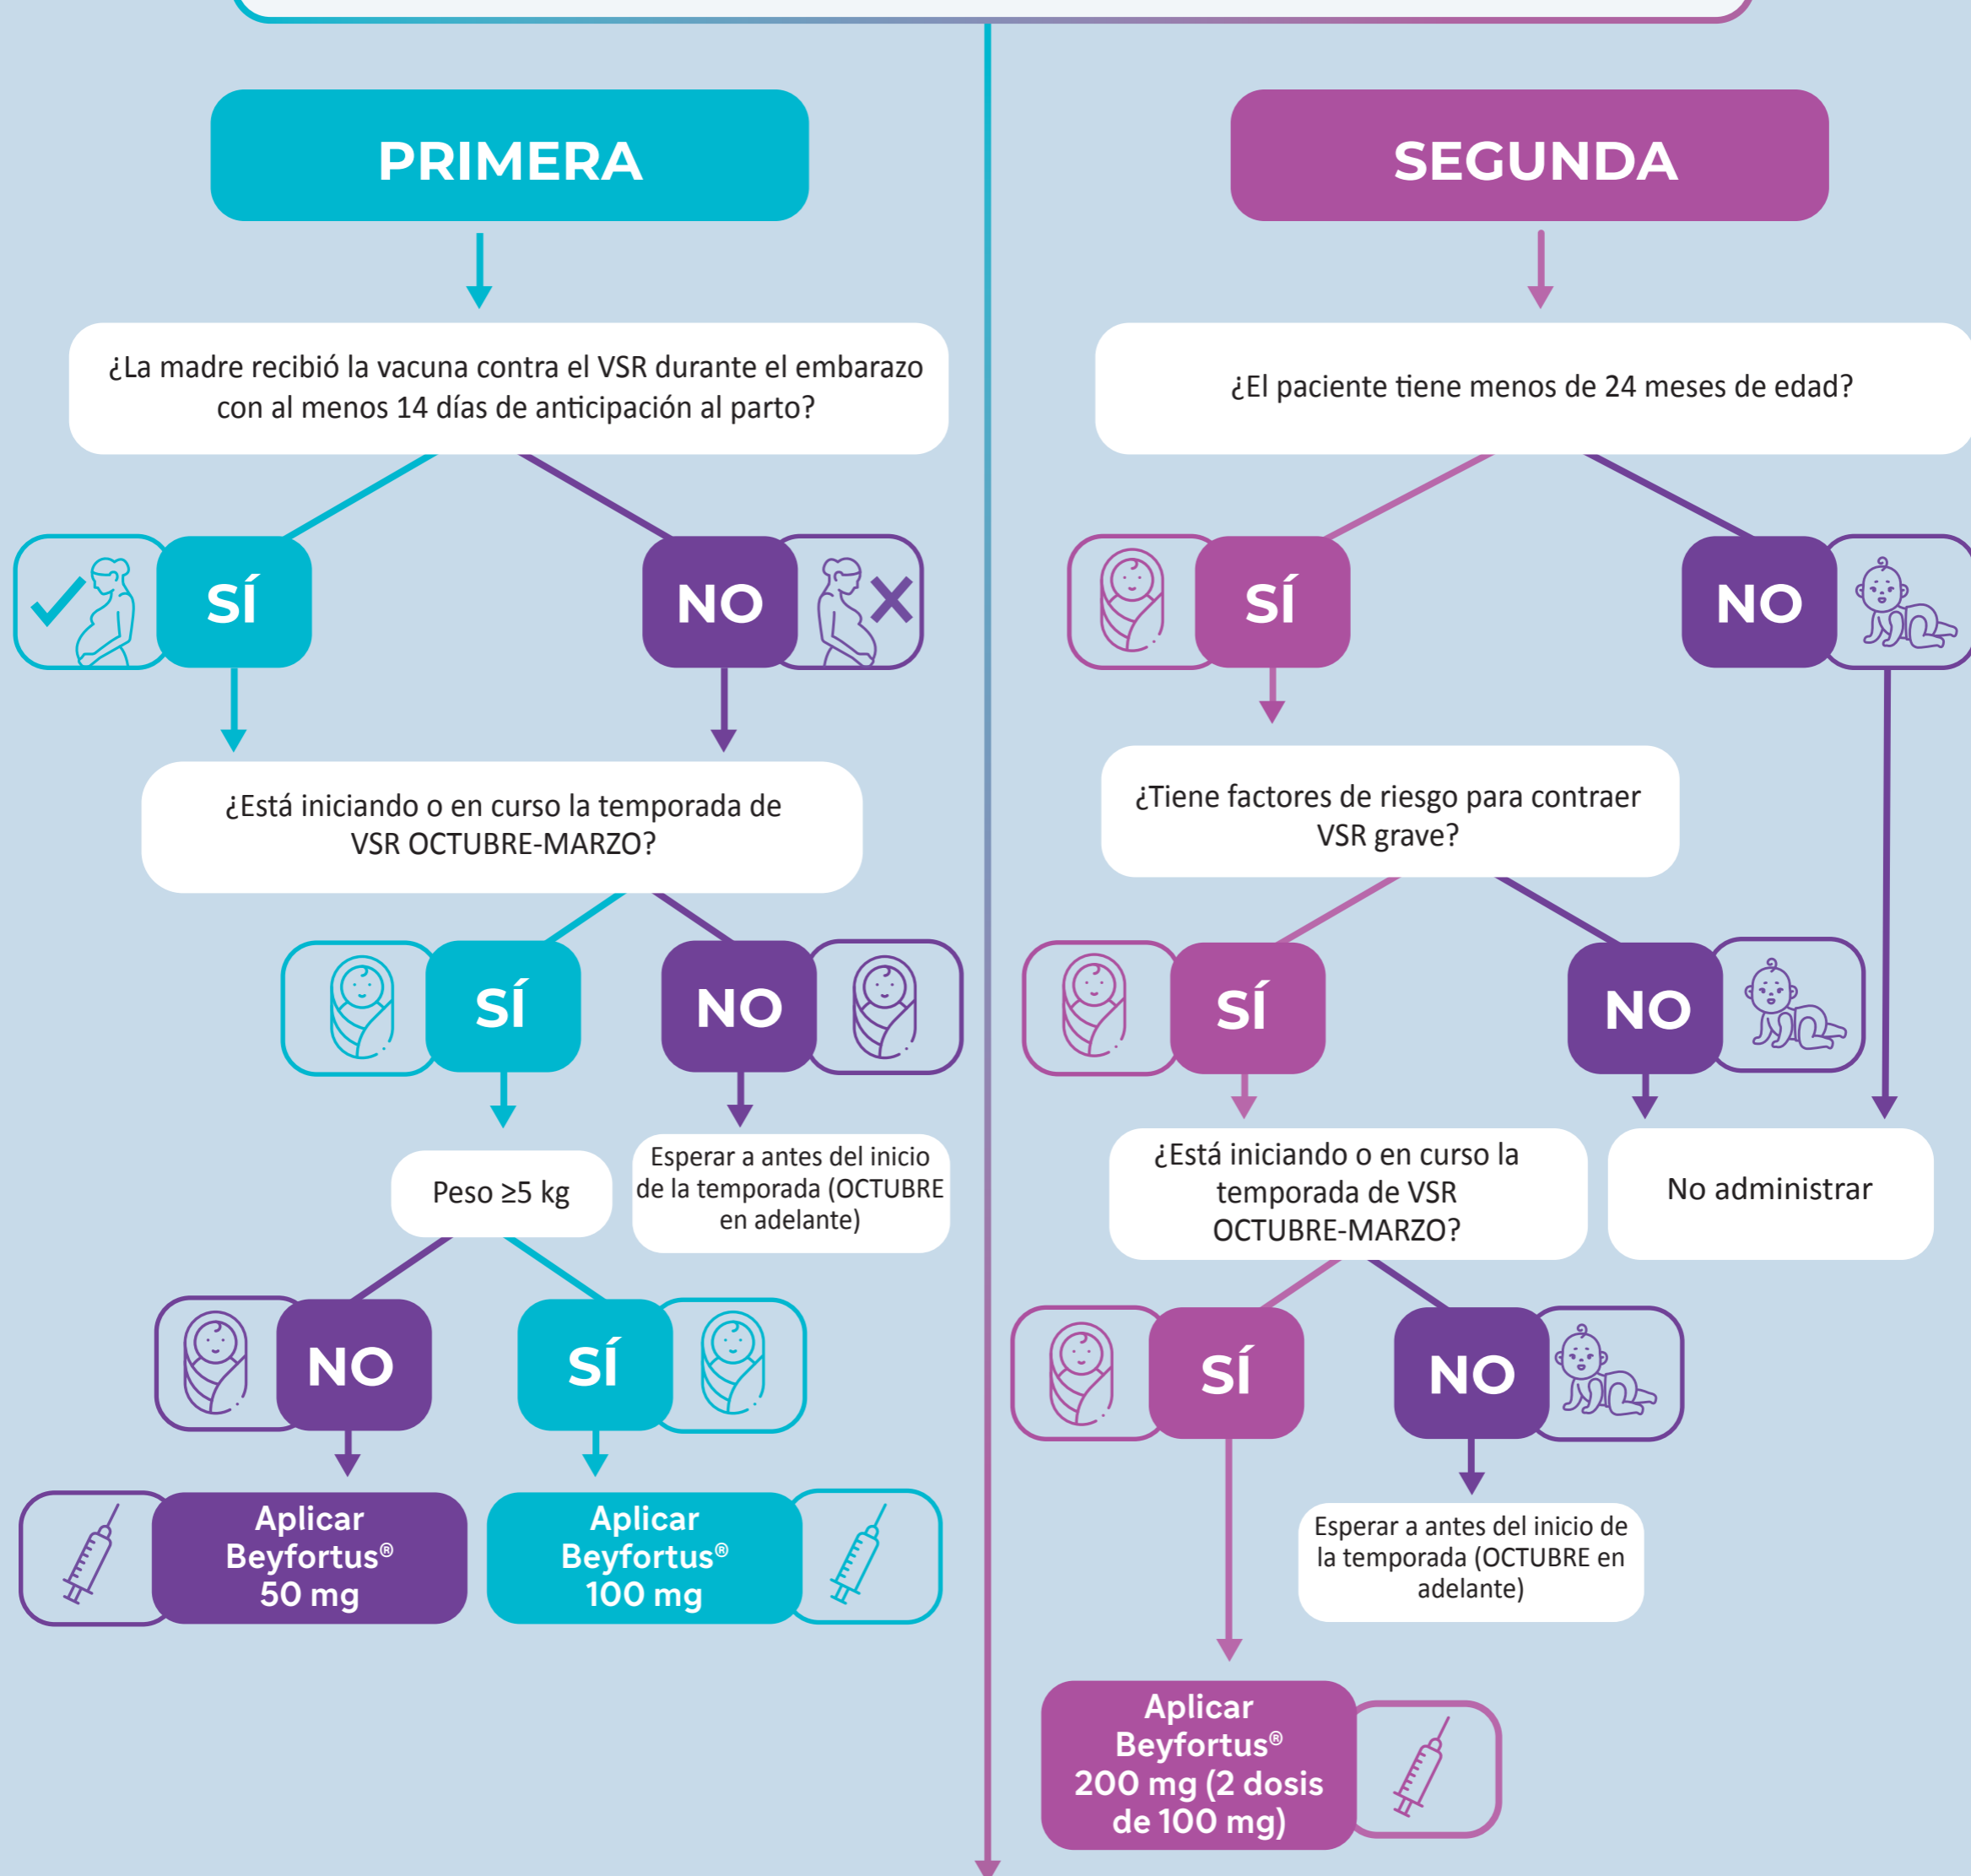 PRIMERA
¿La madre recibió la vacuna contra el VSR durante el embarazo
con al menos 14 días de anticipación al parto?
SÍ
NO
¿Está iniciando o en curso la temporada de
VSR OCTUBRE-MARZO?
SÍ
NO
Peso ≥5 kg
Esperar a antes del inicio
de la temporada (OCTUBRE
en adelante)
NO
SÍ
Aplicar
Beyfortus®
50 mg
Aplicar
Beyfortus®
100 mg
SEGUNDA
¿El paciente tiene menos de 24 meses de edad?
SÍ
NO
¿Tiene factores de riesgo para contraer
VSR grave?
SÍ
NO
¿Está iniciando o en curso la
temporada de VSR
OCTUBRE-MARZO?
No administrar
SÍ
NO
Esperar a antes del inicio de
la temporada (OCTUBRE en
adelante)
Aplicar
Beyfortus®
200 mg (2 dosis
de 100 mg)